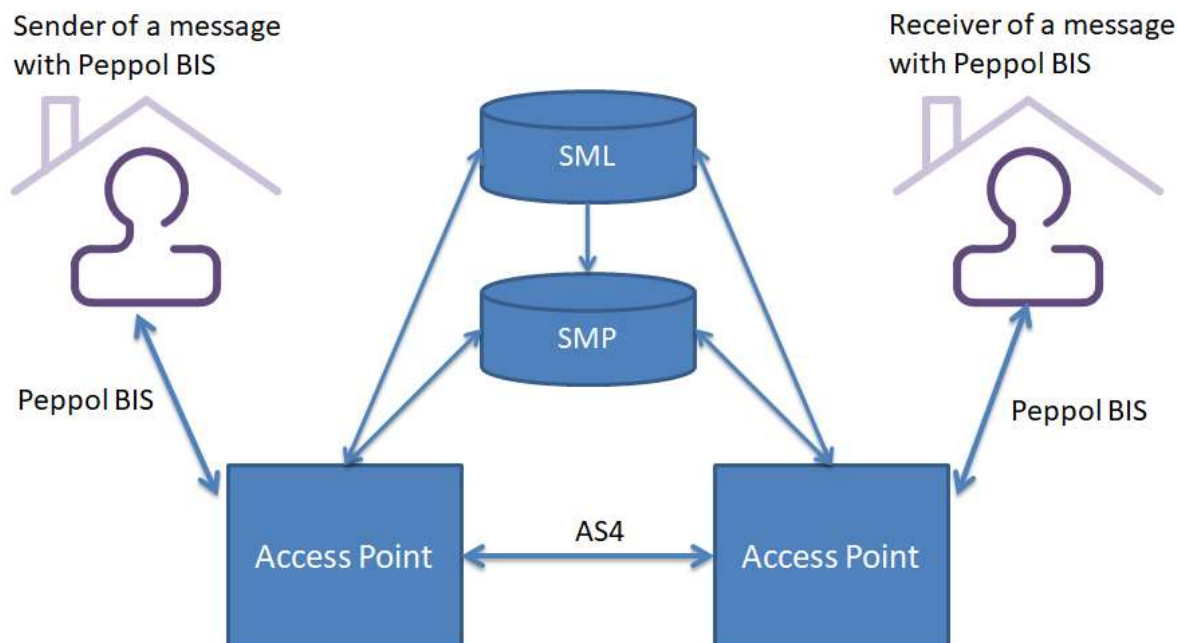 Sender of a message
with Peppol BIS
Receiver of a message
with Peppol BIS
SML
SMP
Peppol BIS
Peppol BIS
AS4
Access Point
Access Point